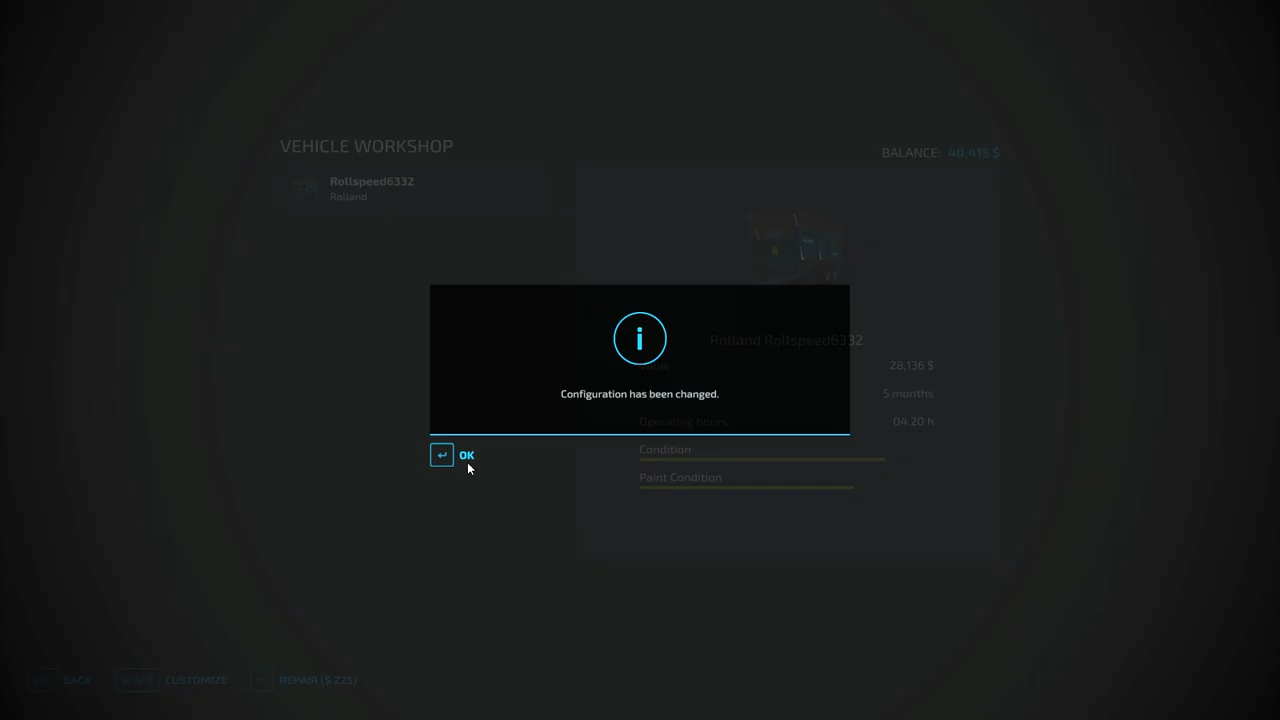 VEHICLE WORKSHOP
BALANCE: 40,415 $
Rollspeed6332
Rolland
Rolland Rollspeed6332
28,136 $
5 months
Operating hours
04.20 h
Condition
Paint Condition
Configuration has been changed.
OK
BACK
CUSTOMIZE
REPAIR ($ 225)